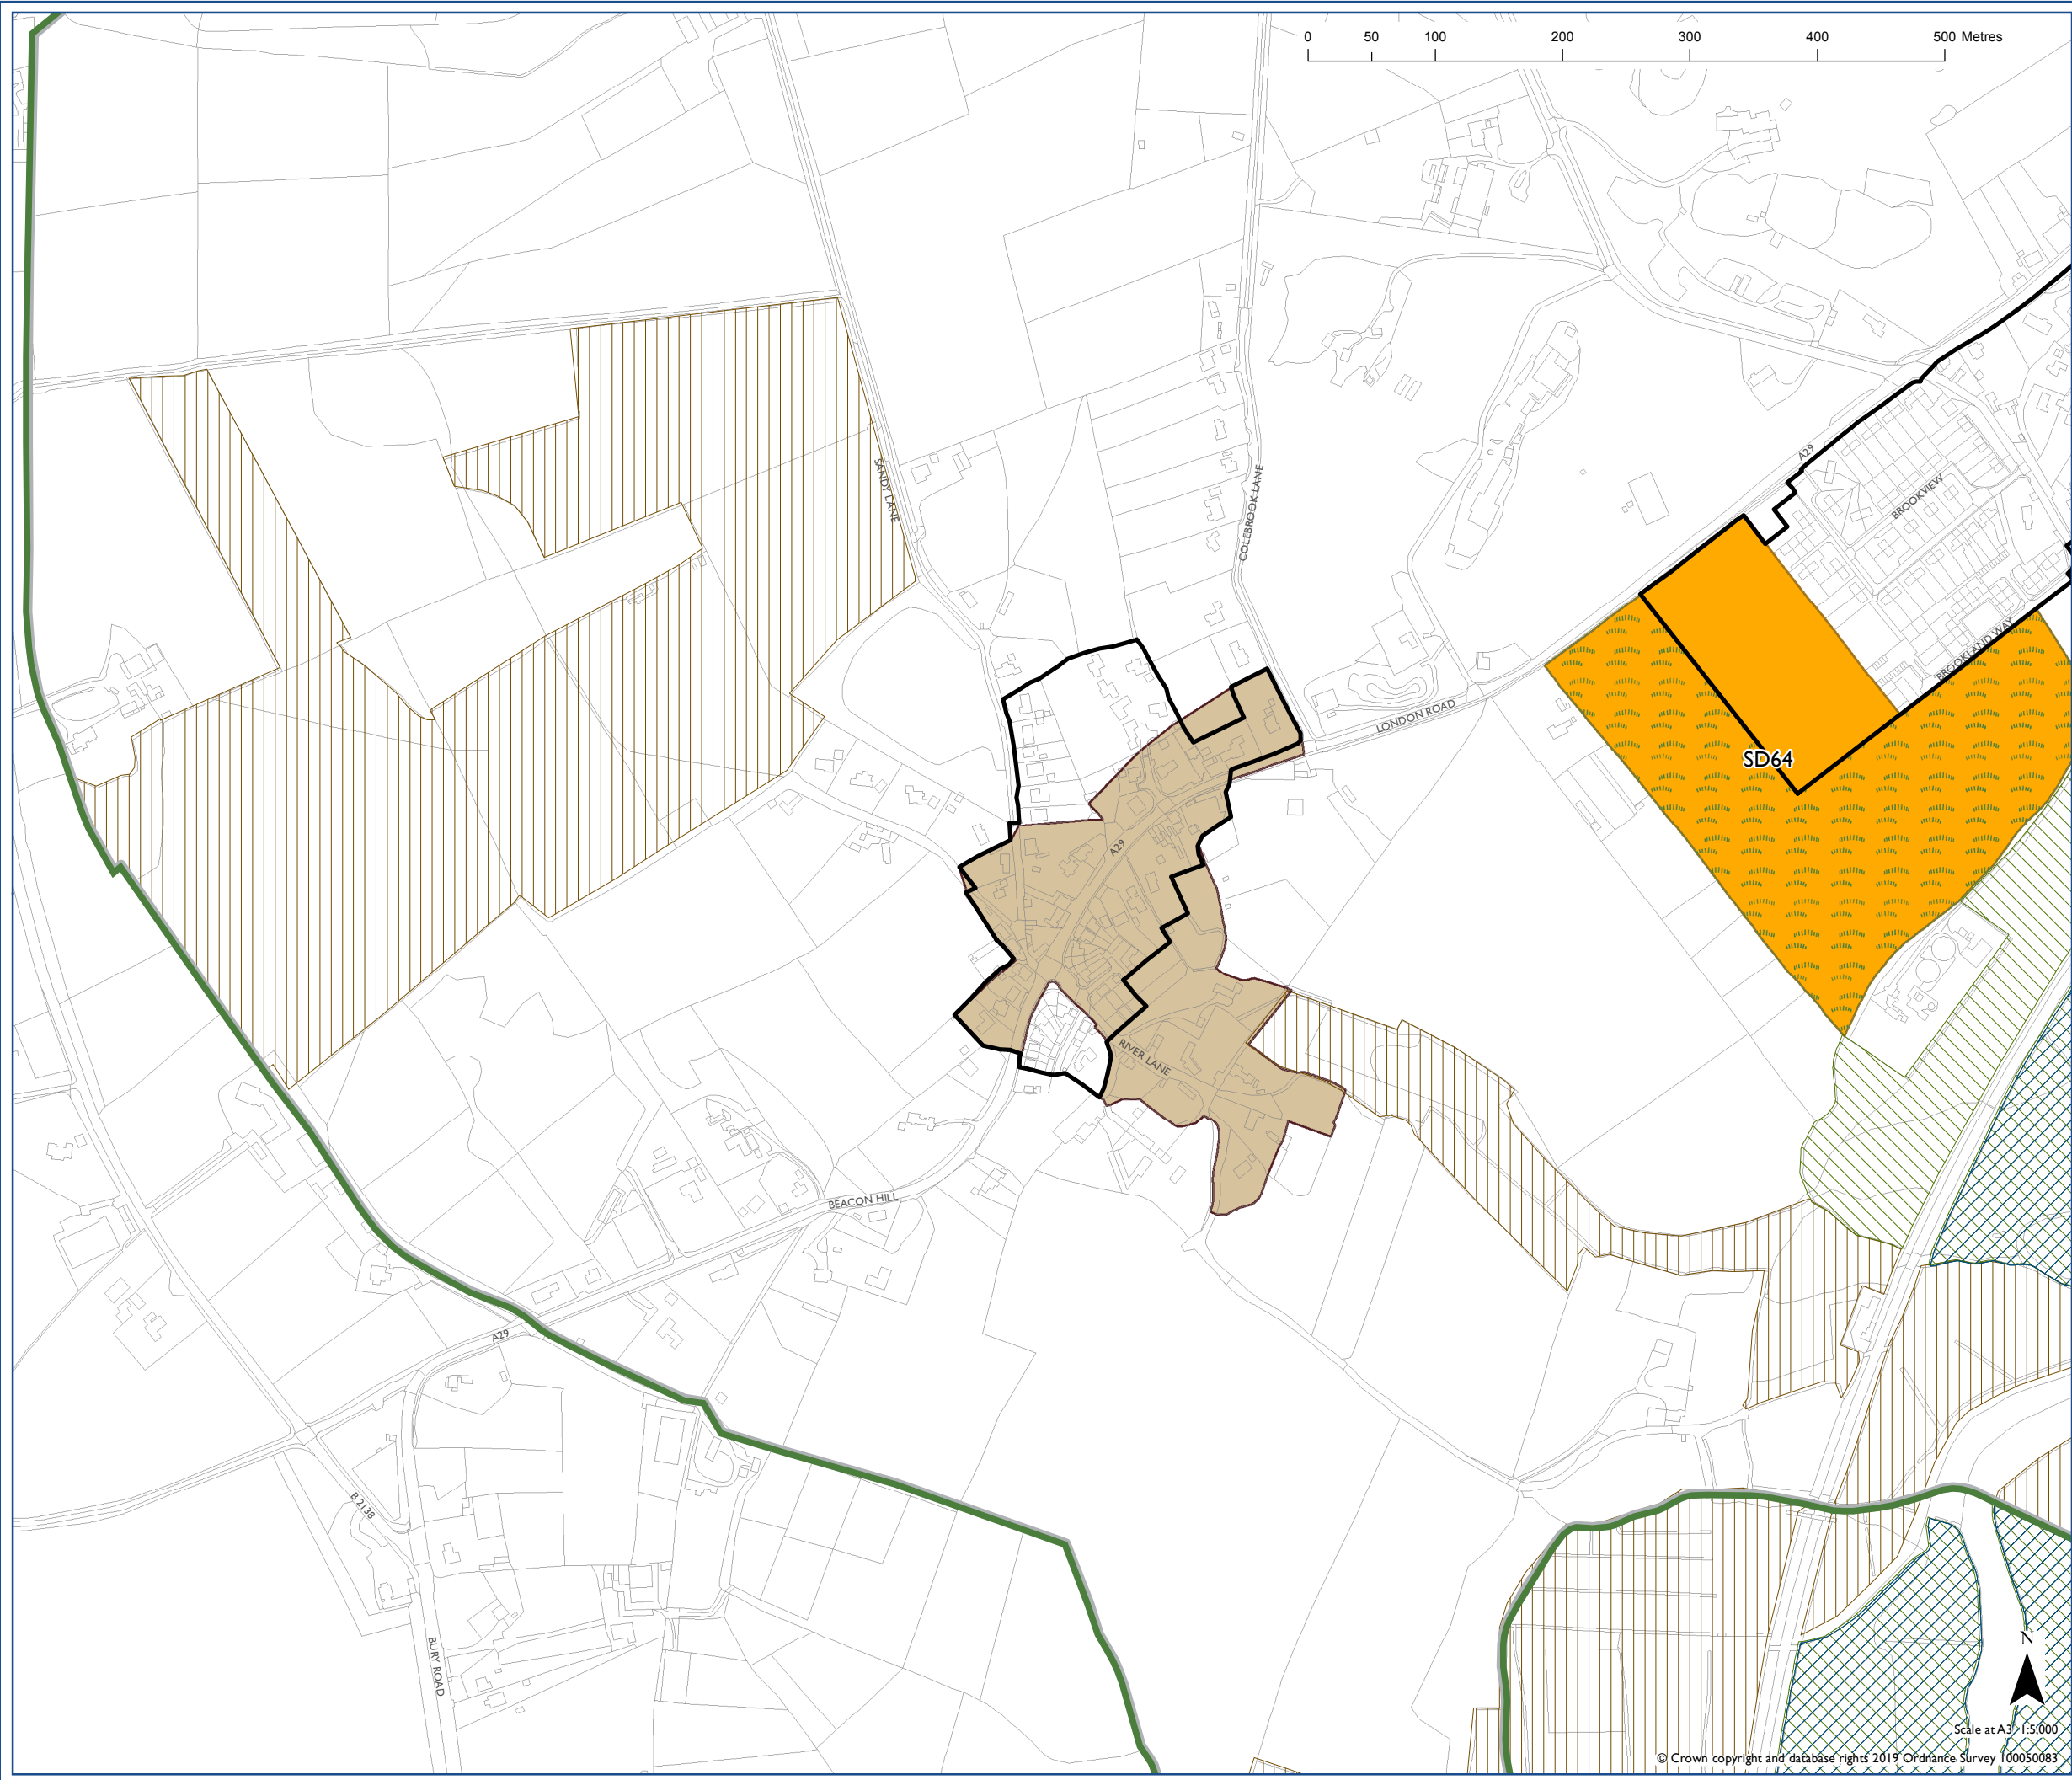 0 50 100 200 300 400 500 Metres
A29
SANDY LANE
COLEBROOK LANE
BROOKVIEW
BROOKLAND WAY
LONDON ROAD
SD64
A29
RIVER LANE
BEACON HILL
A29
B 2138
BURY ROAD
N
Scale at A3 1:5,000
© Crown copyright and database rights 2019 Ordnance Survey 100050083